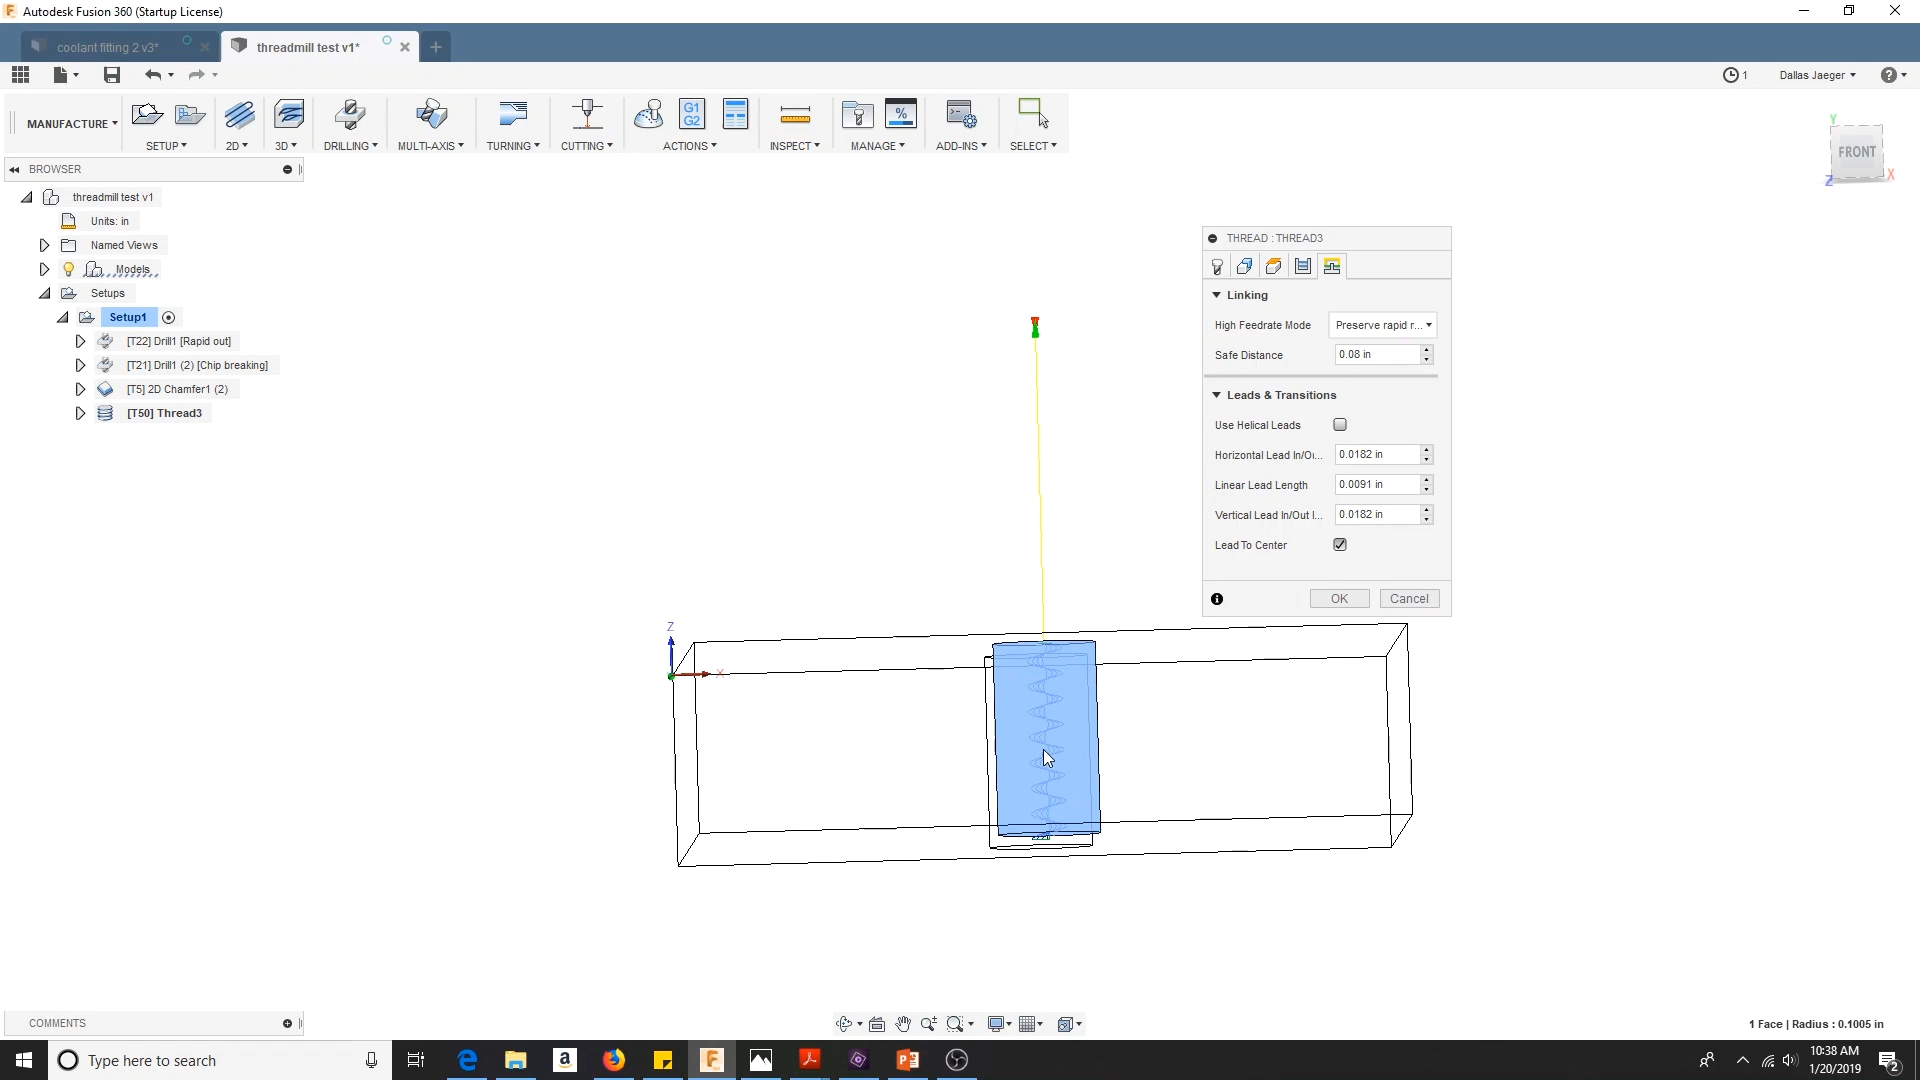 Autodesk Fusion 360 (Startup License)
coolant fitting 2 v3*
threadmill test v1*
1
Dallas Jaeger
MANUFACTURE
G1
G2
%
SETUP
2D
3D
DRILLING
MULTI-AXIS
TURNING
CUTTING
ACTIONS
INSPECT
MANAGE
ADD-INS
SELECT
Y
FRONT
Z
X
BROWSER
threadmill test v1
Units: in
Named Views
Models
Setups
Setup1
[T22] Drill1 [Rapid out]
[T21] Drill1 (2) [Chip breaking]
[T5] 2D Chamfer1 (2)
[T50] Thread3
THREAD : THREAD3
Linking
High Feedrate Mode Preserve rapid r...
Safe Distance 0.08 in
Leads & Transitions
Use Helical Leads
Horizontal Lead In/Ou... 0.0182 in
Linear Lead Length 0.0091 in
Vertical Lead In/Out I... 0.0182 in
Lead To Center
OK Cancel
Z
X
COMMENTS
1 Face | Radius : 0.1005 in
Type here to search
10:38 AM
1/20/2019
2